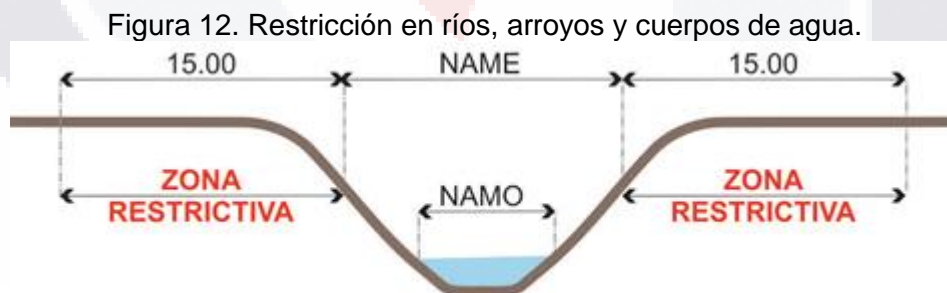 Figura 12. Restricción en ríos, arroyos y cuerpos de agua.
15.00 NAME 15.00
ZONA RESTRICTIVA
NAMO
ZONA RESTRICTIVA